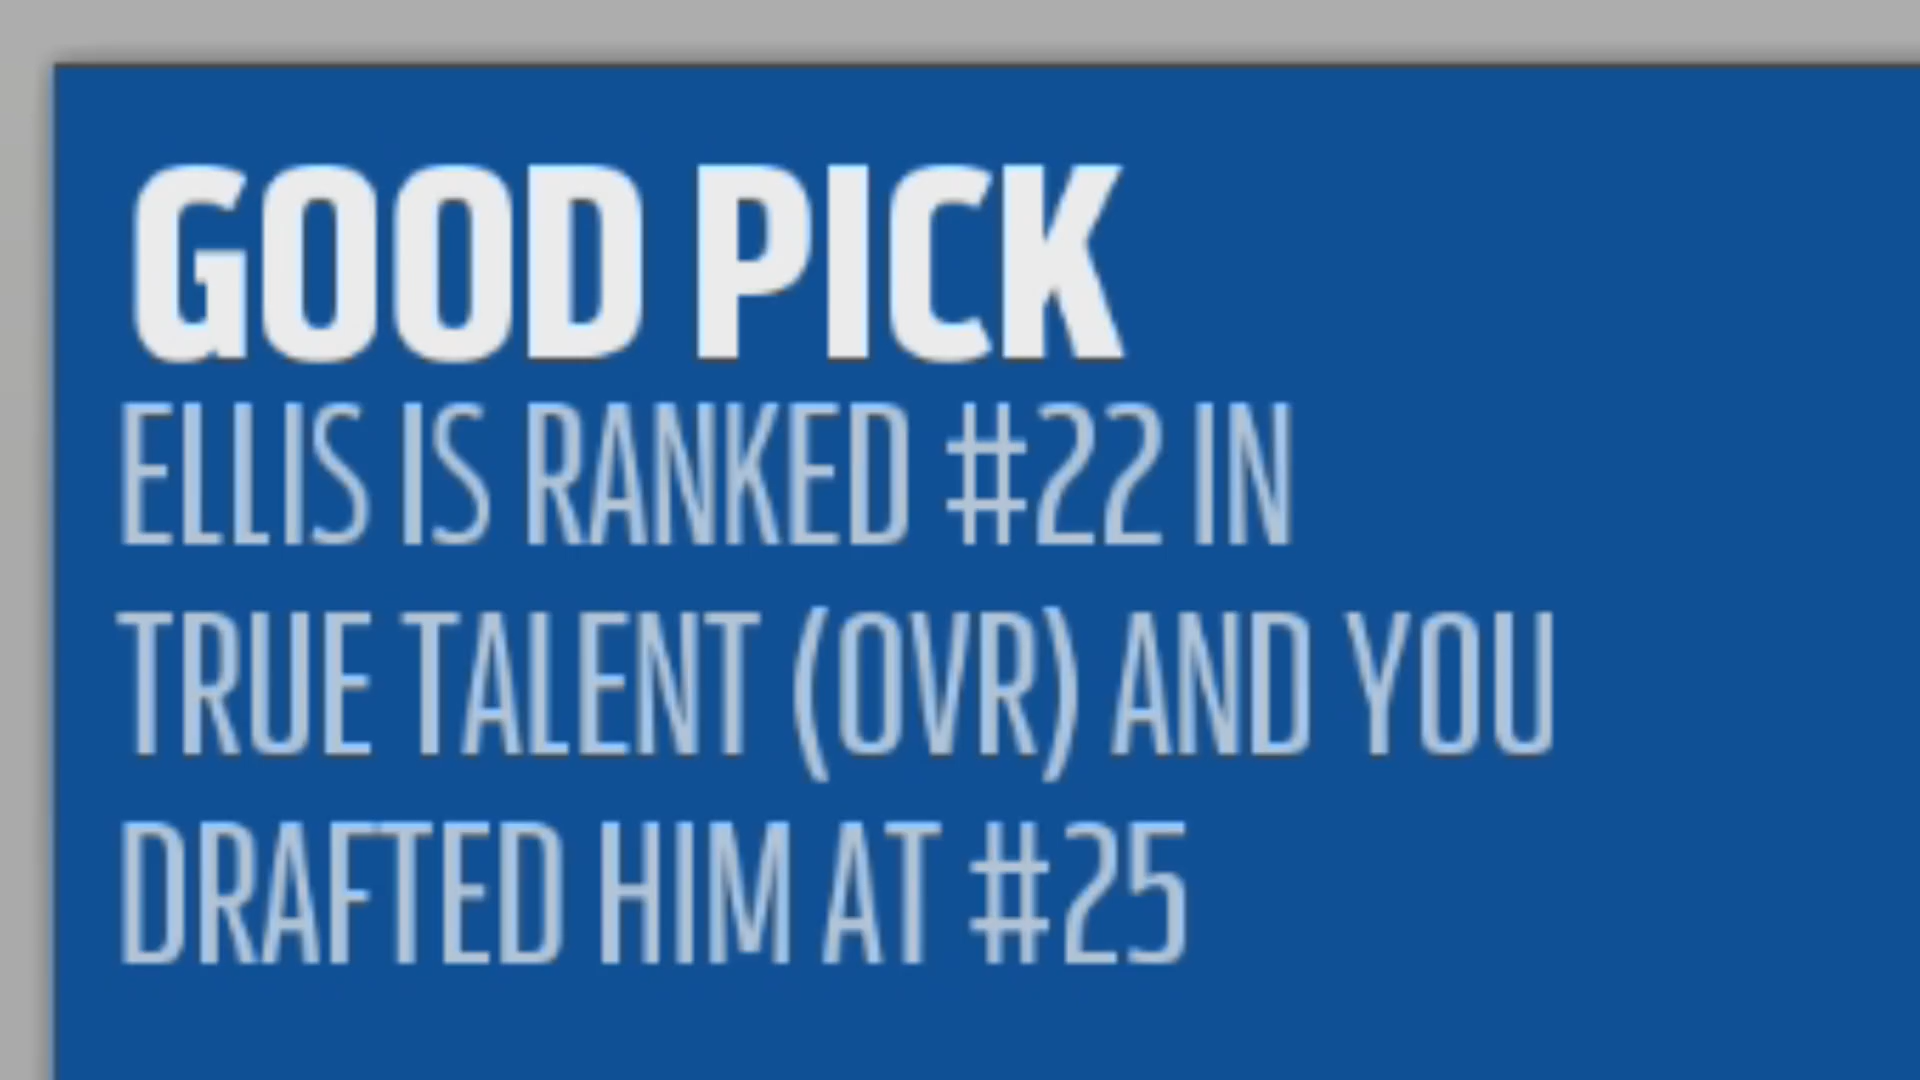 GOOD PICK
ELLIS IS RANKED #22 IN
TRUE TALENT (OVR) AND YOU
DRAFTED HIM AT #25